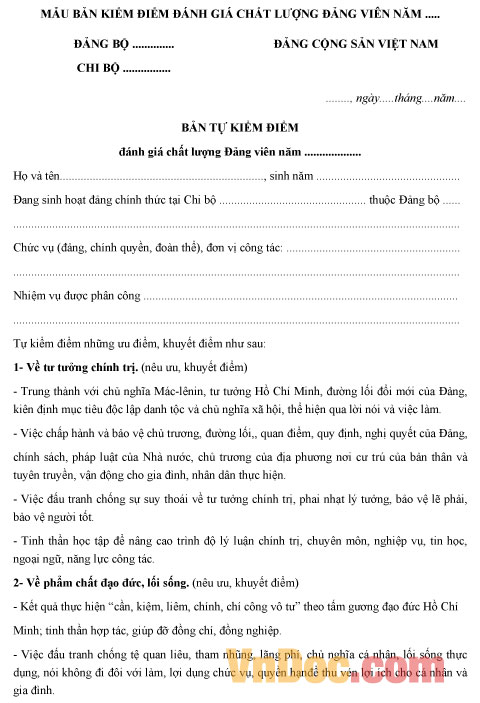 MẪU BẢN KIỂM ĐIỂM ĐÁNH GIÁ CHẤT LƯỢNG ĐẢNG VIÊN NĂM .....
ĐẢNG BỘ .............. ĐẢNG CỘNG SẢN VIỆT NAM
CHI BỘ ................
........, ngày.....tháng....năm....
BẢN TỰ KIỂM ĐIỂM
đánh giá chất lượng Đảng viên năm ...................
Họ và tên...................................................................., sinh năm ................................................
Đang sinh hoạt đảng chính thức tại Chi bộ ................................................. thuộc Đảng bộ ......
.....................................................................................................................................................
Chức vụ (đảng, chính quyền, đoàn thể), đơn vị công tác: ..........................................................
.....................................................................................................................................................
Nhiệm vụ được phân công .........................................................................................................
.....................................................................................................................................................
Tự kiểm điểm những ưu điểm, khuyết điểm như sau:
1- Về tư tưởng chính trị. (nêu ưu, khuyết điểm)
- Trung thành với chủ nghĩa Mác-lênin, tư tưởng Hồ Chí Minh, đường lối đổi mới của Đảng,
kiên định mục tiêu độc lập danh tộc và chủ nghĩa xã hội, thể hiện qua lời nói và việc làm.
- Việc chấp hành và bảo vệ chủ trương, đường lối,, quan điểm, quy định, nghị quyết của Đảng,
chính sách, pháp luật của Nhà nước, chủ trương của địa phương nơi cư trú của bản thân và
tuyên truyền, vận động cho gia đình, nhân dân thực hiện.
- Việc đấu tranh chống sự suy thoái về tư tưởng chính trị, phai nhạt lý tưởng, bảo vệ lẽ phải,
bảo vệ người tốt.
- Tinh thần học tập để nâng cao trình độ lý luận chính trị, chuyên môn, nghiệp vụ, tin học,
ngoại ngữ, năng lực công tác.
2- Về phẩm chất đạo đức, lối sống. (nêu ưu, khuyết điểm)
- Kết quả thực hiện “cần, kiệm, liêm, chính, chí công vô tư” theo tấm gương đạo đức Hồ Chí
Minh; tinh thần hợp tác, giúp đỡ đồng chí, đồng nghiệp.
- Việc đấu tranh chống tệ quan liêu, tham nhũng, lãng phí, chủ nghĩa cá nhân, lối sống thực
dụng, nói không đi đôi với làm, lợi dụng chức vụ, quyền hạnđể thu vén lợi ích cho cá nhân và
gia đình.
VnDoc.com